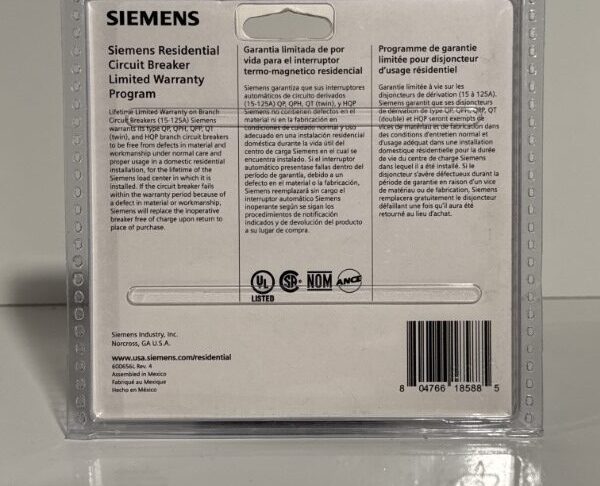 SIEMENS
Siemens Residential
Circuit Breaker
Limited Warranty
Program
Lifetime Limited Warranty on Branch
Circuit Breakers (15-125A) Siemens
warrants its type QP, QPH, QPF, QT
(twin), and HQP branch circuit breakers
to be free from defects in material and
workmanship under normal care and
proper usage in a domestic residential
installation, for the lifetime of the
Siemens load center in which it is
installed. If the circuit breaker fails
within the warranty period because of
a defect in material or workmanship,
Siemens will replace the inoperative
breaker free of charge upon return to
place of purchase.
Garantia limitada de por
vida para el interruptor
termo-magnetico residencial
Siemens garantiza que sus interruptores
automáticos de circuito derivados
(15-125A) QP, QPH, QT (twin), y HQP
Siemens no contienen defectos en el
material ni en la fabricación en
condiciones de cuidado normal y uso
adecuado en una instalación residencial
doméstica durante la vida útil del
centro de carga Siemens en el cual se
encuentra instalado. Si el interruptor
automático presentase fallas dentro del
período de garantía, debido a un
defecto en el material o la fabricación,
Siemens reemplazará sin cargo el
interruptor automático Siemens
inoperante según se sigan los
procedimientos de notificación
indicados y de devolución del producto
a su lugar de compra.
Programme de garantie
limitée pour disjoncteur
d'usage résidentiel
Garantie limitée à vie sur les
disjoncteurs de dérivation (15 à 125A).
Siemens garantit que ses disjoncteurs
de dérivation de type QP, QPH, QPF, QT
(double) et HQP seront exempts de
vices de matériau et de fabrication dans
des conditions d'entretien normal et
d'usage adéquat dans une installation
domestique résidentielle pour la durée
de vie du centre de charge Siemens
dans lequel il a été installé. Si le
disjoncteur s'avère défectueux durant la
période de garantie en raison d'un vice
de matériau ou de fabrication, Siemens
remplacera gratuitement le disjoncteur
défaillant une fois qu'il aura été
retourné au lieu d'achat.
UL LISTED
SA NOM ANCE
Siemens Industry, Inc.
Norcross, GA U.S.A.
www.usa.siemens.com/residential
600656L Rev. 4
Assembled in Mexico
Fabriqué au Mexique
Hecho en México
8 04766 18588 5